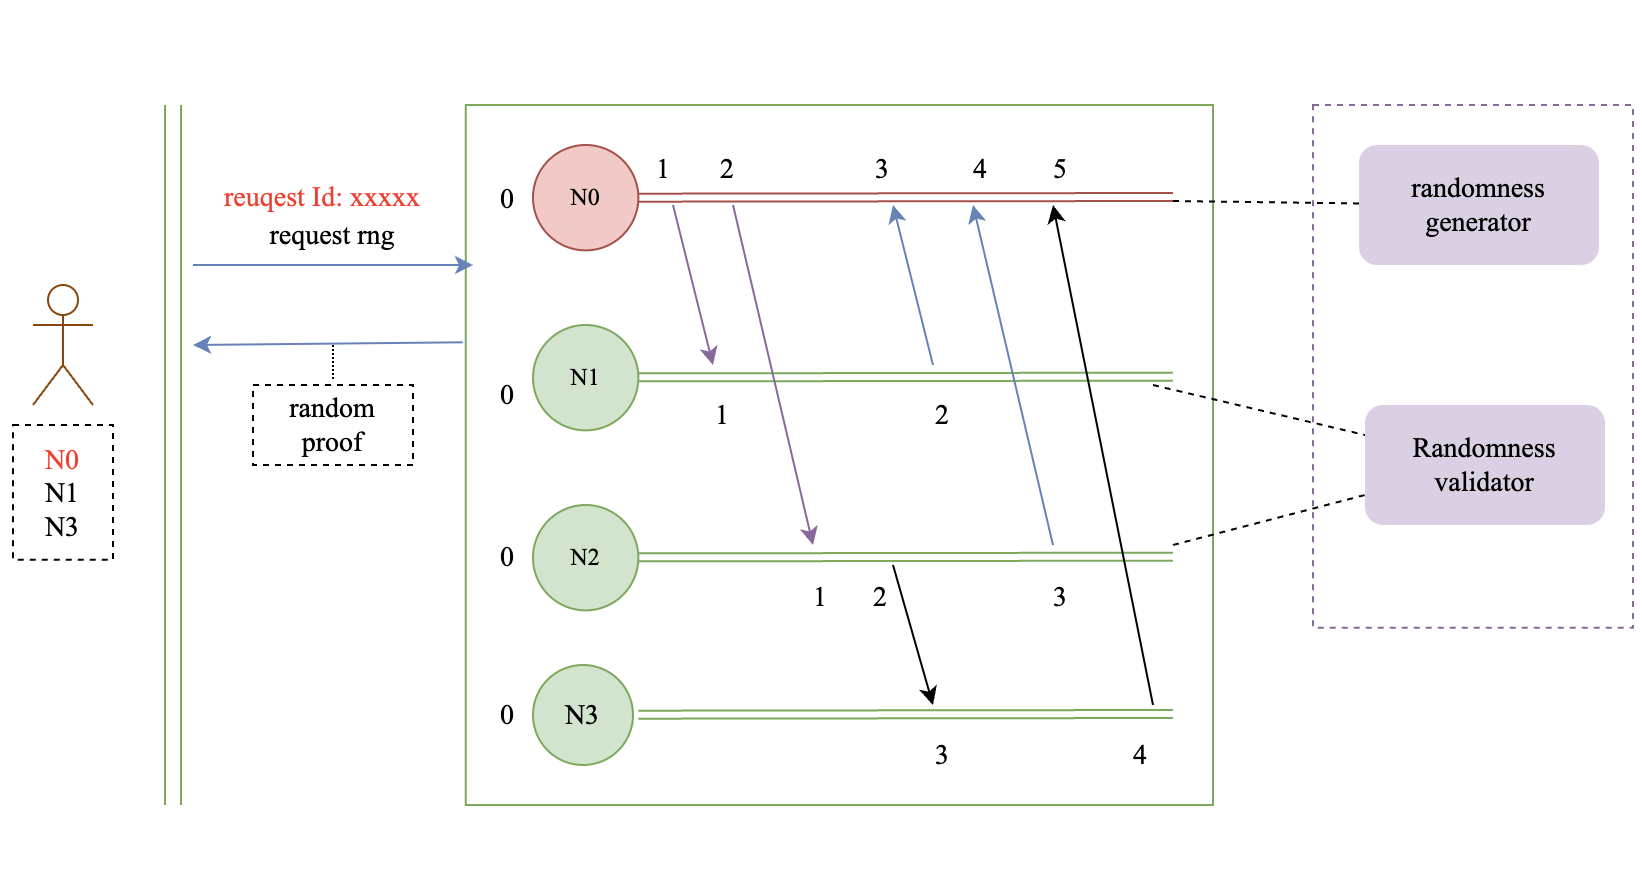 reuqest Id: xxxxx
request rng
random
proof
N0
N1
N3
1 2 3 4 5
0 N0
0 N1
1 2
0 N2
1 2 3
0 N3
3 4
randomness
generator
Randomness
validator